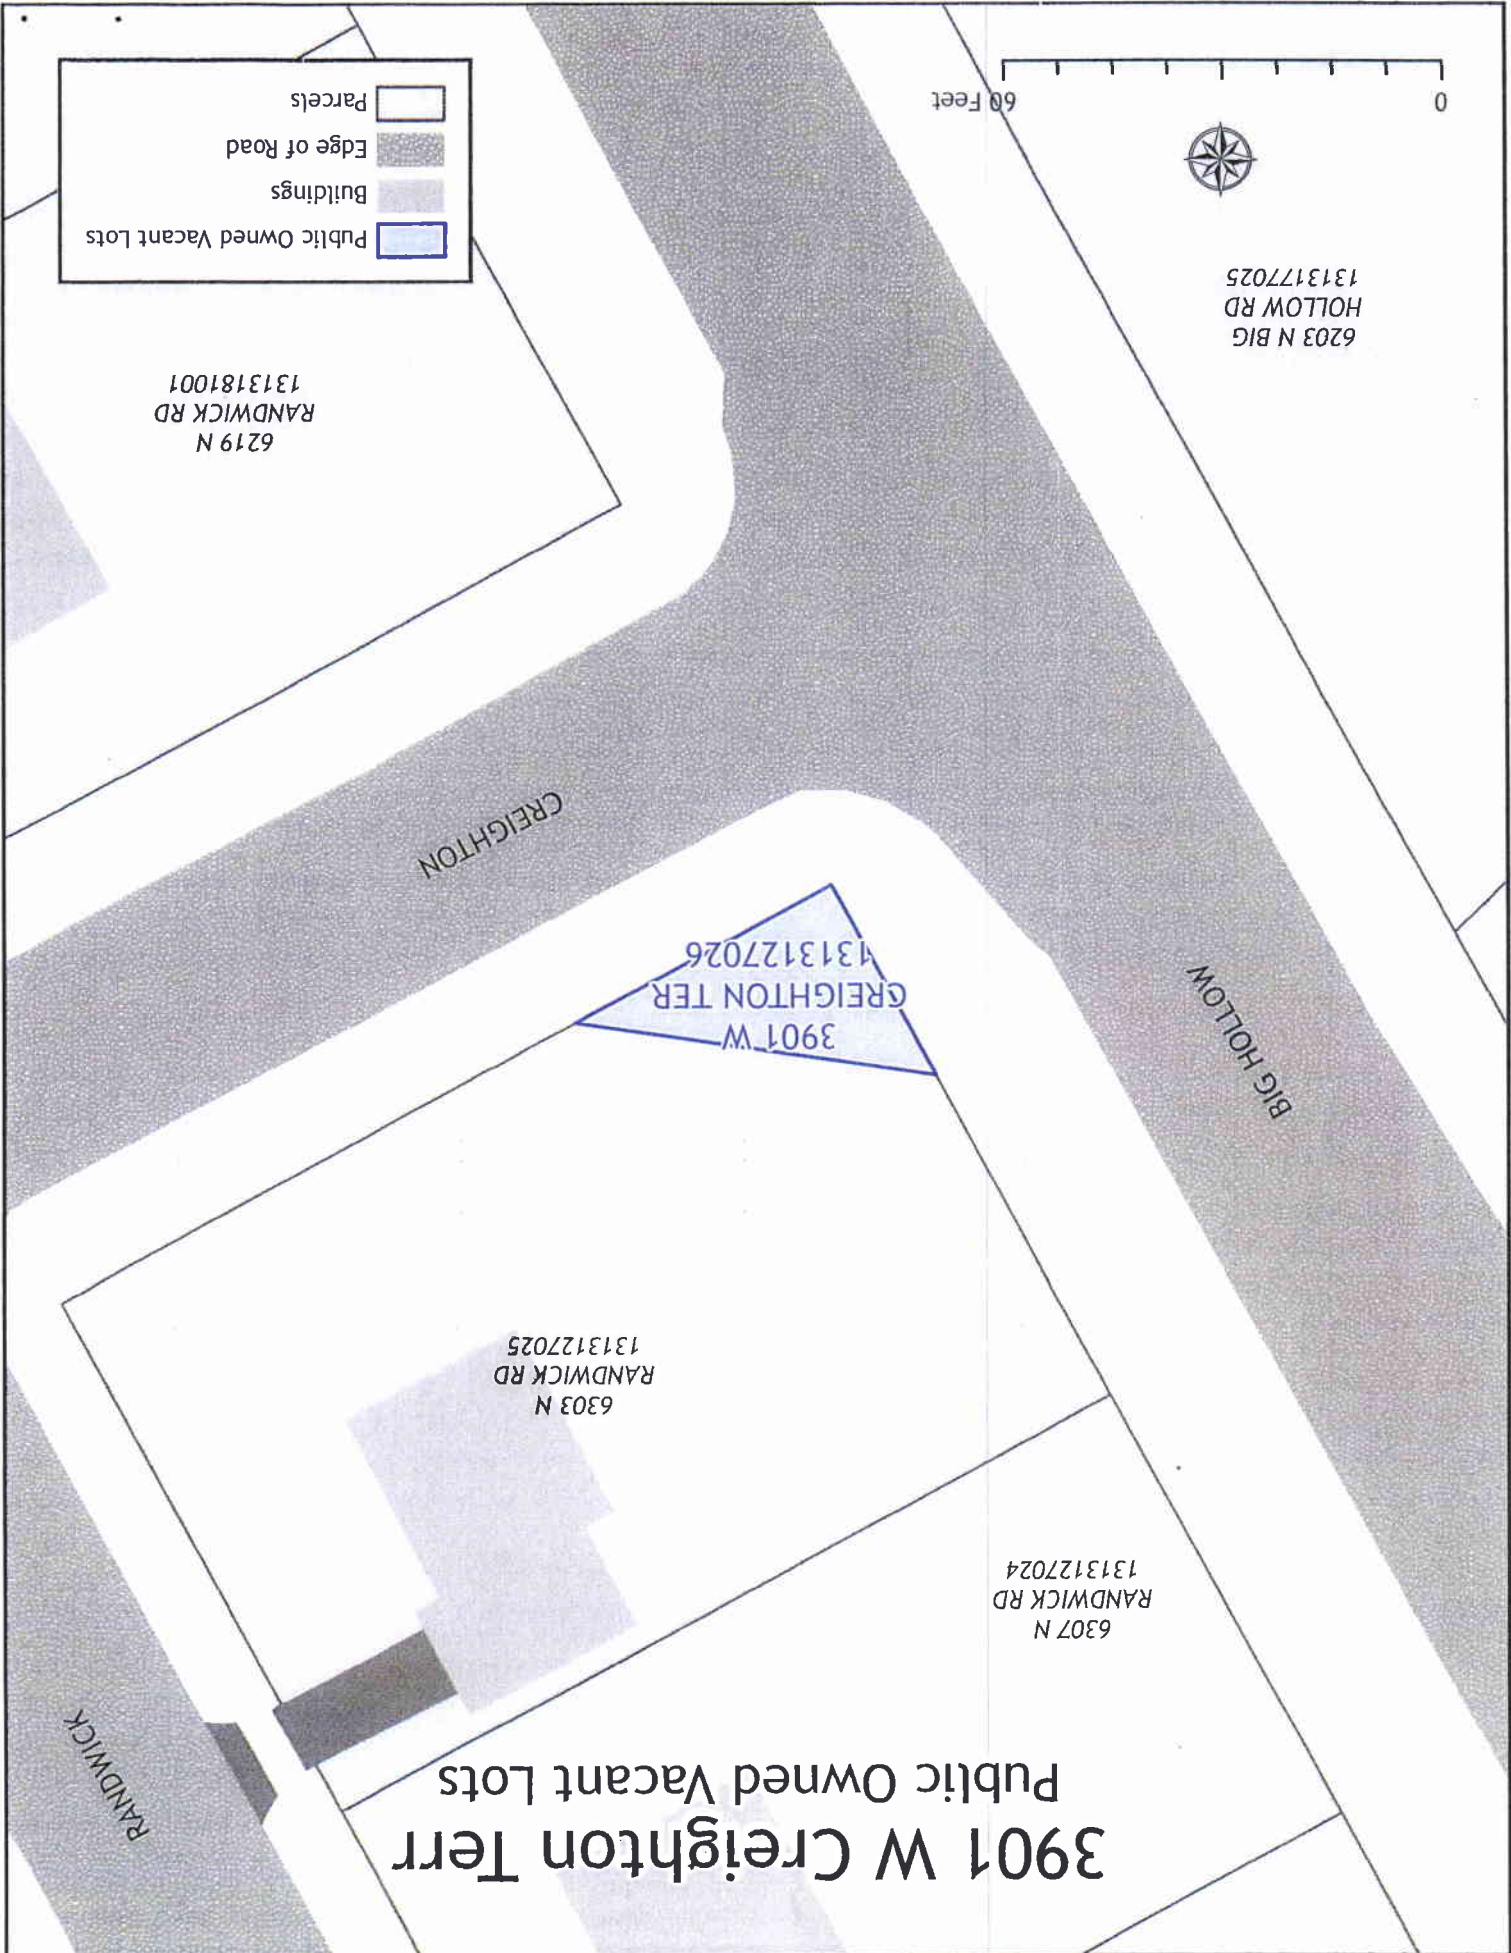 3901 W Creighton Terr
Public Owned Vacant Lots
RANDWICK
6307 N
RANDWICK RD
1313127024
6303 N
RANDWICK RD
1313127025
BIG HOLLOW
3901 W
CREIGHTON TER
1313127026
CREIGHTON
6203 N BIG
HOLLOW RD
1313177025
6219 N
RANDWICK RD
1313181001
0
60 Feet
Public Owned Vacant Lots
Buildings
Edge of Road
Parcels